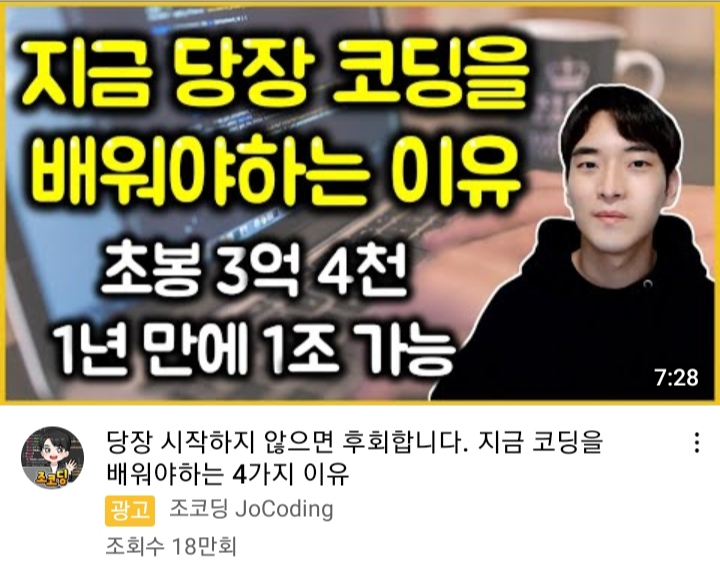 지금 당장 코딩을
배워야하는 이유
초봉 3억 4천
1년 만에 1조 가능
7:28
조코딩
당장 시작하지 않으면 후회합니다. 지금 코딩을
배워야하는 4가지 이유
광고 조코딩 JoCoding
조회수 18만회